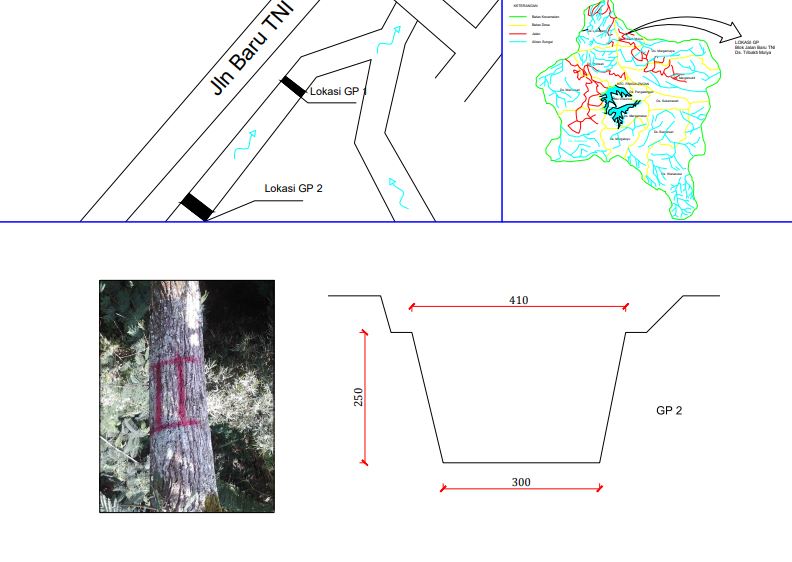 Jln Baru TNI
Lokasi GP 1
Lokasi GP 2
KETERANGAN
Batas Kecamatan
Batas Desa
Jalan
Aliran Sungai
LOKASI GP
Blok Jalan Baru TNI
Ds. Tribakti Mulya
410
250
GP 2
300
II